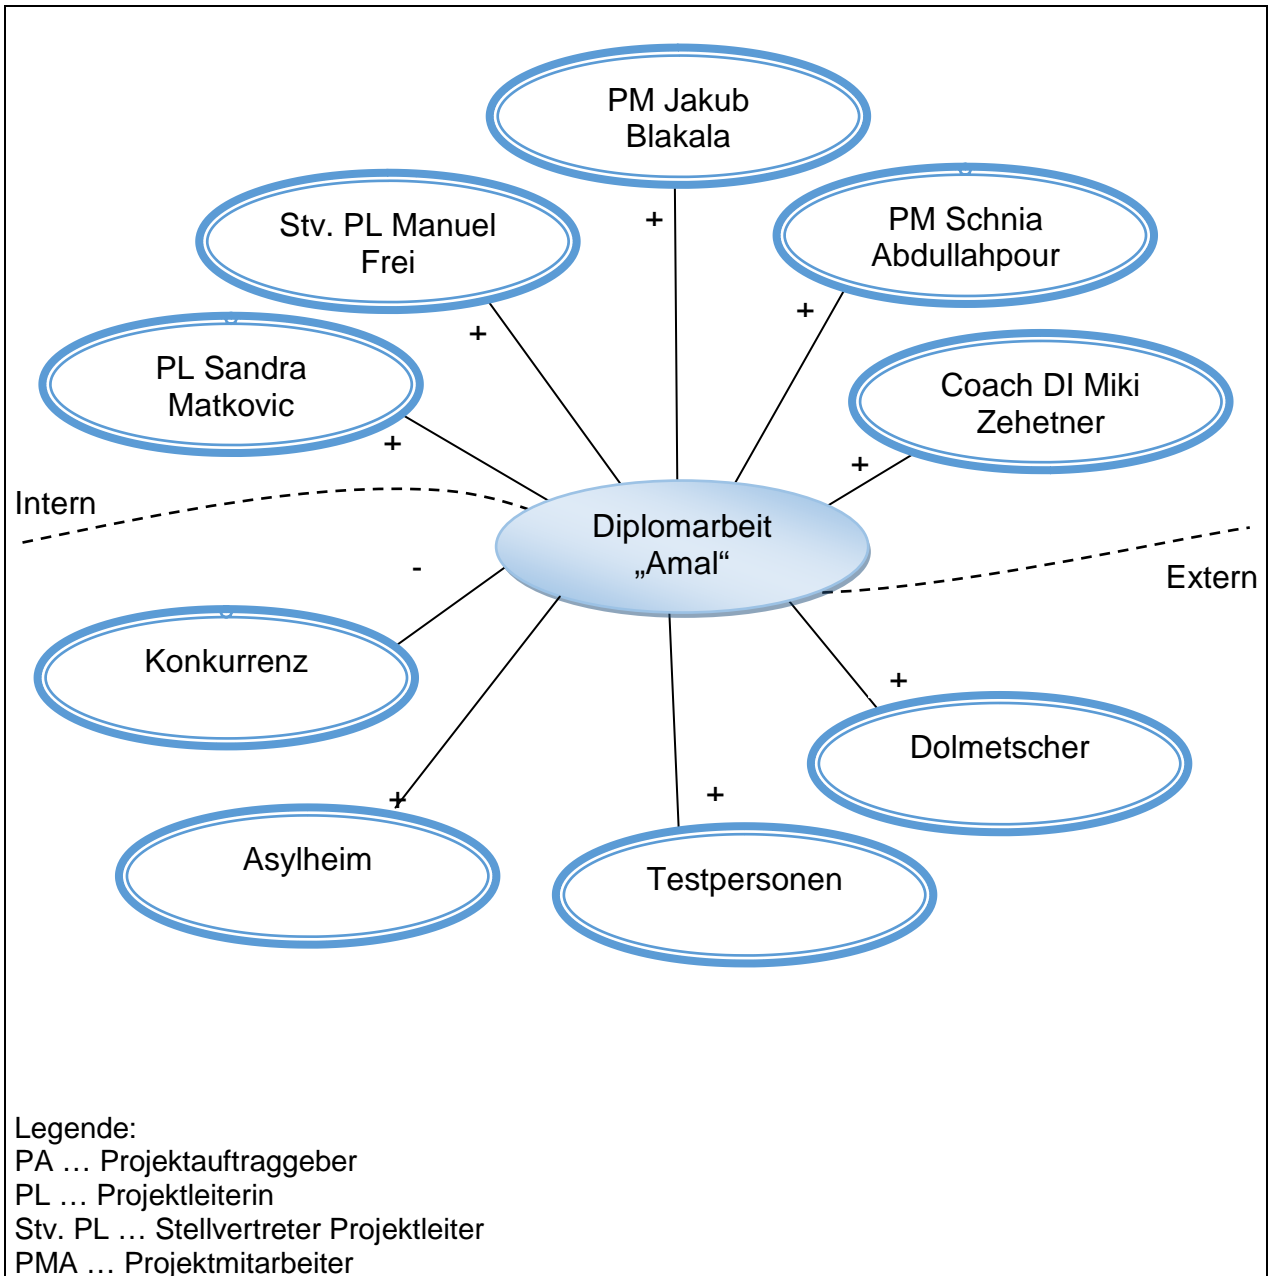 PM Jakub
Blakala
+
Stv. PL Manuel
Frei
+
PM Schnia
Abdullahpour
+
PL Sandra
Matkovic
+
Coach DI Miki
Zehetner
+
Intern
Diplomarbeit
„Amal“
Extern
-
Konkurrenz
+
Dolmetscher
+
Asylheim
+
Testpersonen
Legende:
PA … Projektauftraggeber
PL … Projektleiterin
Stv. PL … Stellvertreter Projektleiter
PMA … Projektmitarbeiter